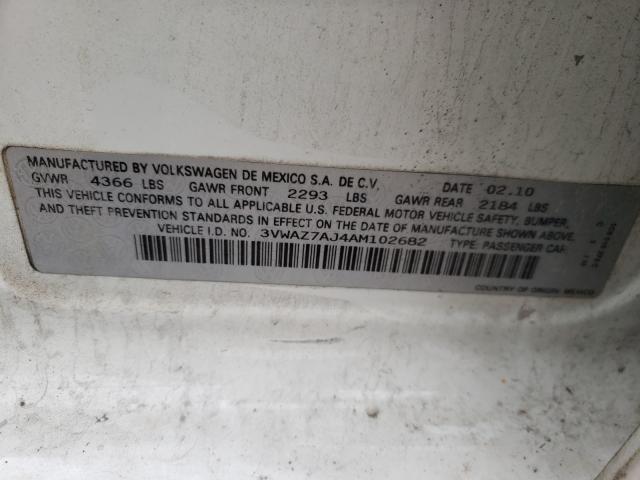 MANUFACTURED BY VOLKSWAGEN DE MEXICO S.A. DE C.V. DATE 02.10
GVWR 4366 LBS GAWR FRONT 2293 LBS GAWR REAR 2184 LBS
THIS VEHICLE CONFORMS TO ALL APPLICABLE U.S. FEDERAL MOTOR VEHICLE SAFETY, BUMPER,
AND THEFT PREVENTION STANDARDS IN EFFECT ON THE DATE OF MANUFACTURE SHOWN ABOVE.
VEHICLE I.D. NO. 3VWAZ7AJ4AM102682 TYPE: PASSENGER CAR
COUNTRY OF ORIGIN: MEXICO